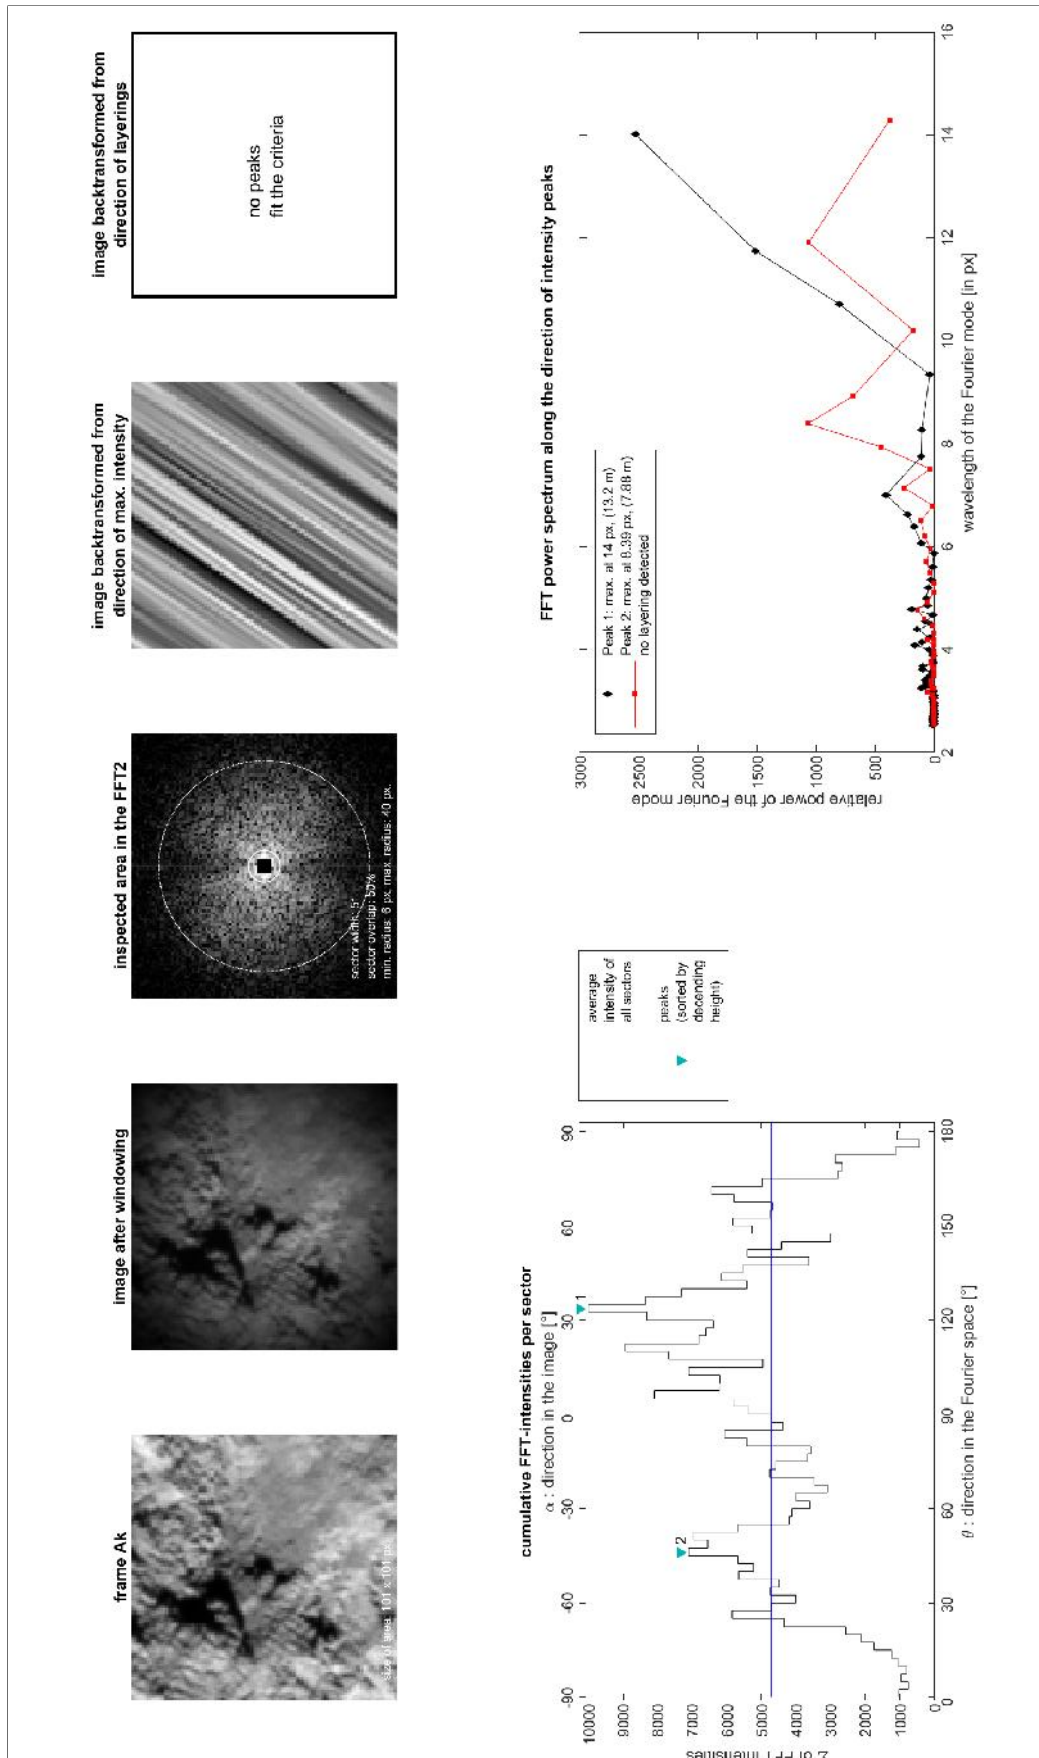 frame Ak
size of area: 101 x 101 px
image after windowing
inspected area in the FFT2
sector width: 5°
sector overlap: 50%
min. radius: 6 px, max. radius: 40 px,
image backtransformed from
direction of max. intensity
image backtransformed from
direction of layerings
no peaks
fit the criteria
cumulative FFT-intensities per sector
α : direction in the image [°]
-90 -60 -30 0 30 60 90
10000
9000
8000
7000
6000
5000
4000
3000
2000
1000
Σ of FFT intensities
1
2
0 30 60 90 120 150 180
θ : direction in the Fourier space [°]
average
intensity of
all sectors
peaks
(sorted by
decending
height)
FFT power spectrum along the direction of intensity peaks
3000
2500
2000
1500
1000
500
0
relative power of the Fourier mode
Peak 1: max. at 14 px, (13.2 m)
Peak 2: max. at 8.39 px, (7.88 m)
no layering detected
2 4 6 8 10 12 14 16
wavelength of the Fourier mode [in px]